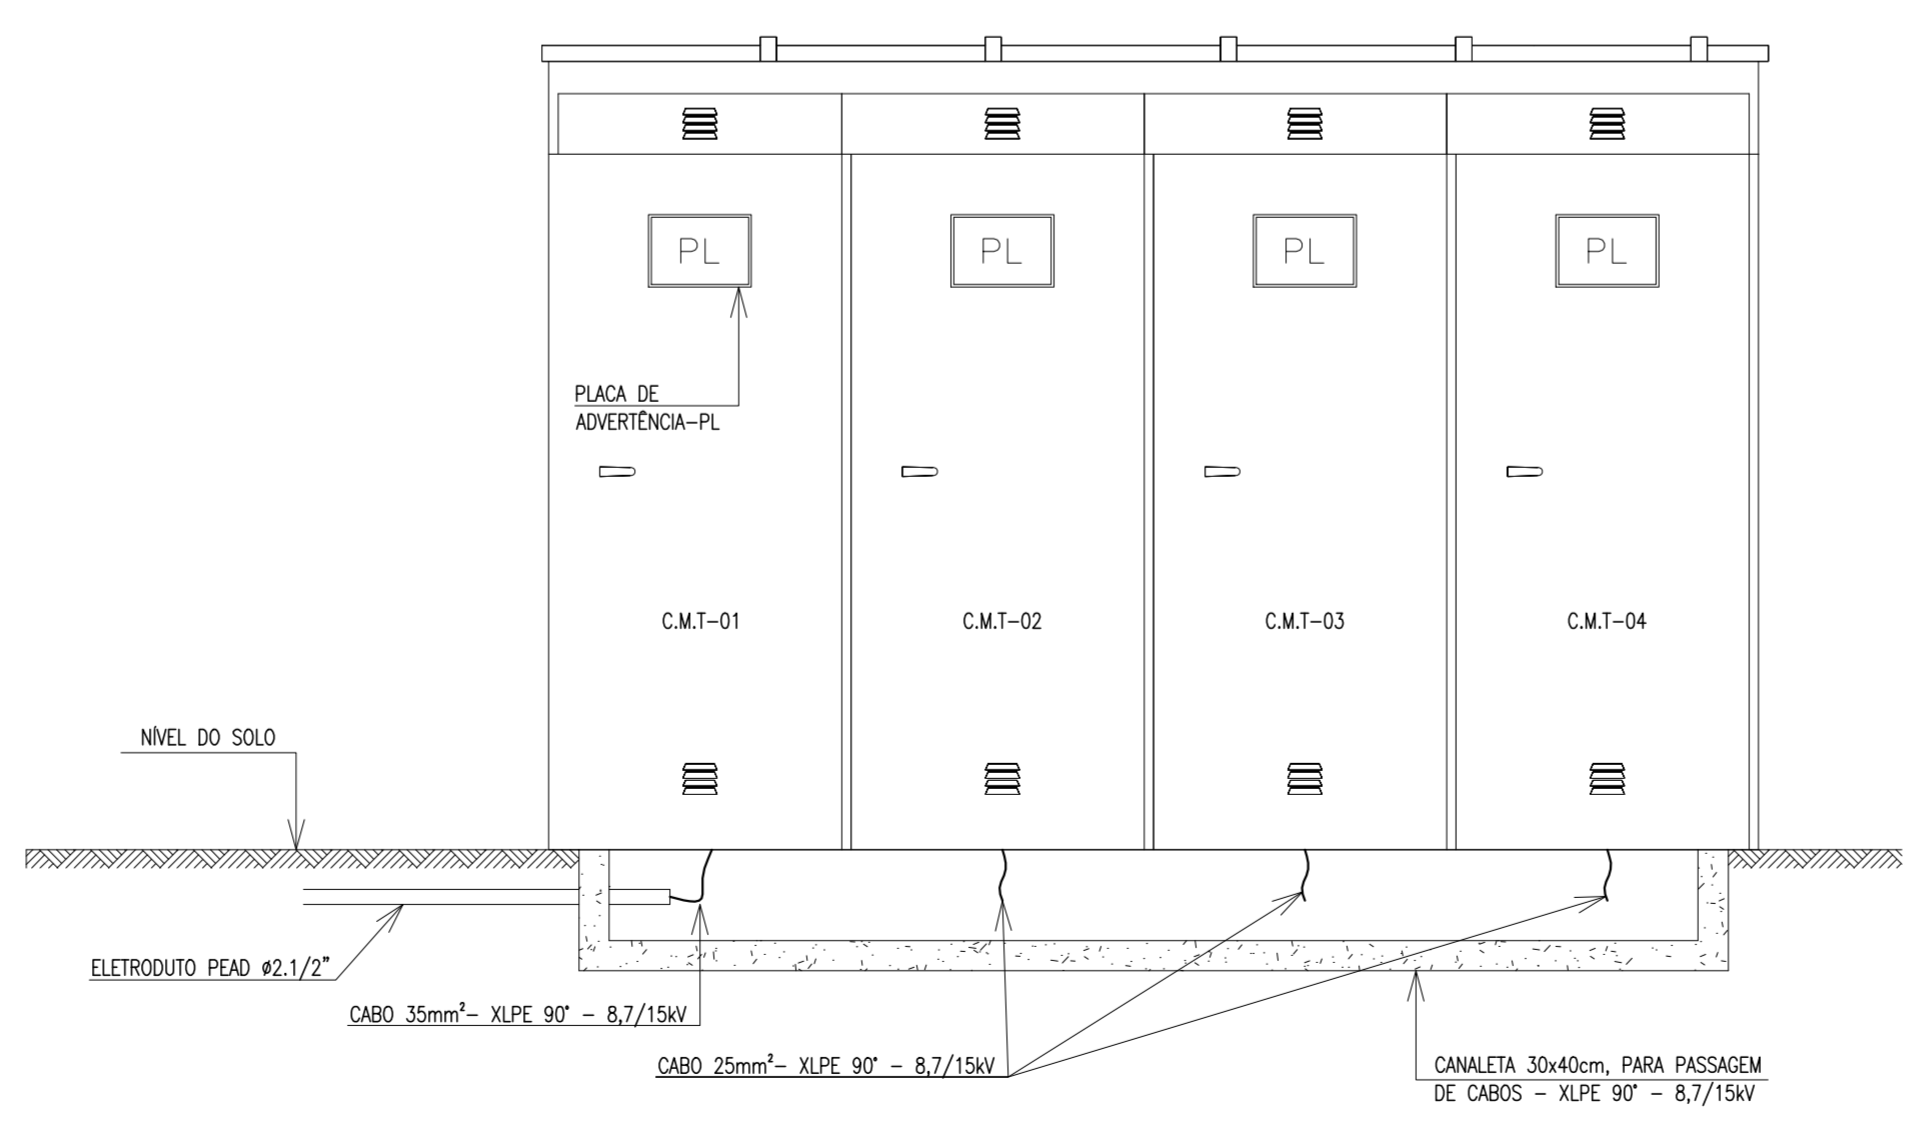 PL
PL
PL
PL
PLACA DE
ADVERTÊNCIA-PL
C.M.T-01
C.M.T-02
C.M.T-03
C.M.T-04
NÍVEL DO SOLO
ELETRODUTO PEAD ø2.1/2"
CABO 35mm²- XLPE 90° - 8,7/15kV
CABO 25mm²- XLPE 90° - 8,7/15kV
CANALETA 30x40cm, PARA PASSAGEM
DE CABOS - XLPE 90° - 8,7/15kV